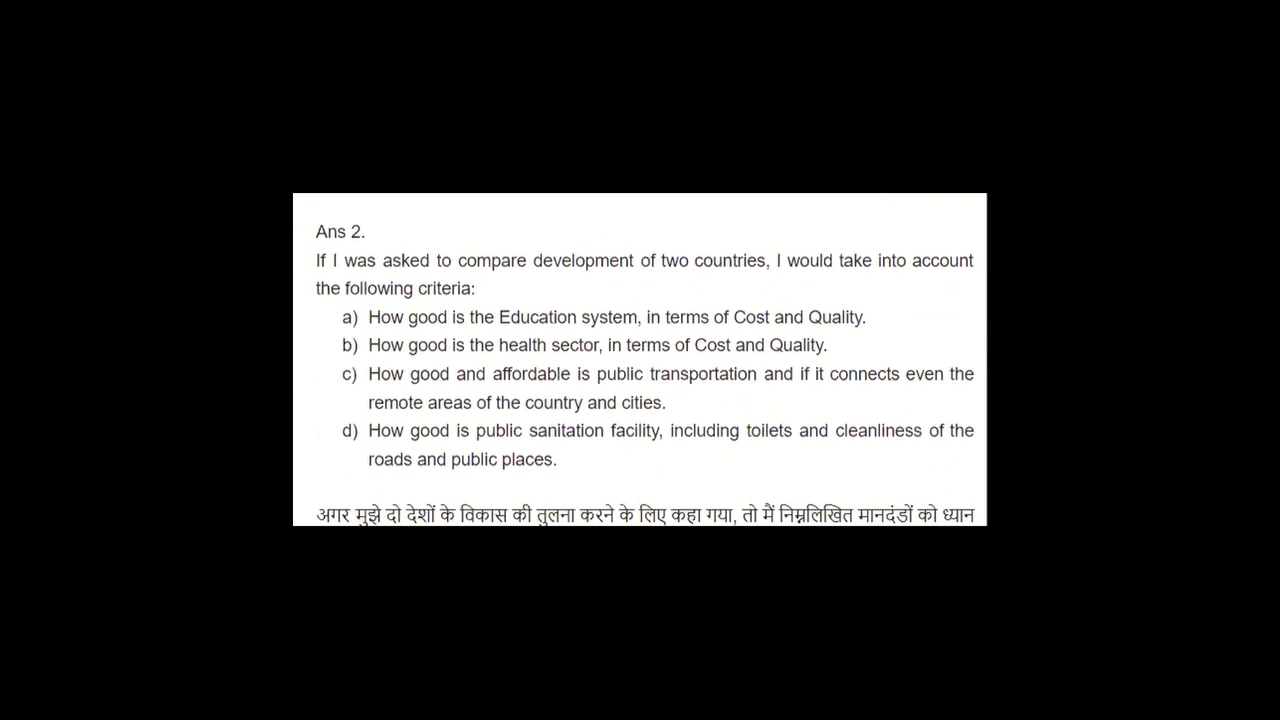 Ans 2.
If I was asked to compare development of two countries, I would take into account
the following criteria:
a) How good is the Education system, in terms of Cost and Quality.
b) How good is the health sector, in terms of Cost and Quality.
c) How good and affordable is public transportation and if it connects even the
remote areas of the country and cities.
d) How good is public sanitation facility, including toilets and cleanliness of the
roads and public places.
अगर मुझे दो देशों के विकास की तुलना करने के लिए कहा गया, तो मैं निम्नलिखित मानदंडों को ध्यान